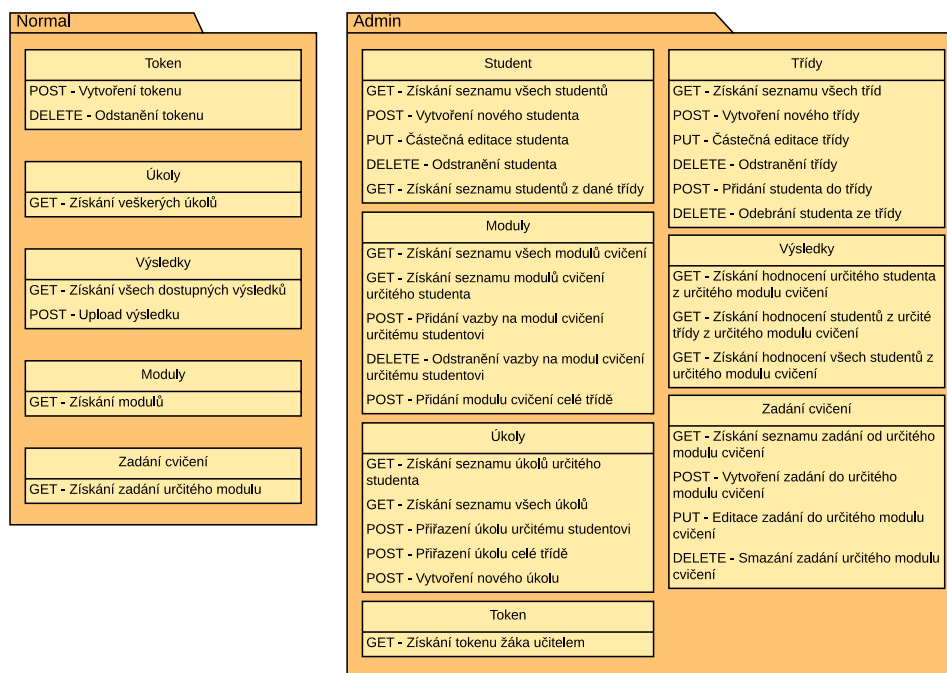 Normal
Token
POST - Vytvoření tokenu
DELETE - Odstanění tokenu
Úkoly
GET - Získání veškerých úkolů
Výsledky
GET - Získání všech dostupných výsledků
POST - Upload výsledku
Moduly
GET - Získání modulů
Zadání cvičení
GET - Získání zadání určitého modulu
Admin
Student
GET - Získání seznamu všech studentů
POST - Vytvoření nového studenta
PUT - Částečná editace studenta
DELETE - Odstranění studenta
GET - Získání seznamu studentů z dané třídy
Moduly
GET - Získání seznamu všech modulů cvičení
GET - Získání seznamu modulů cvičení
určitého studenta
POST - Přidání vazby na modul cvičení
určitému studentovi
DELETE - Odstranění vazby na modul cvičení
určitému studentovi
POST - Přidání modulu cvičení celé třídě
Úkoly
GET - Získání seznamu úkolů určitého
studenta
GET - Získání seznamu všech úkolů
POST - Přiřazení úkolu určitému studentovi
POST - Přiřazení úkolu celé třídě
POST - Vytvoření nového úkolu
Token
GET - Získání tokenu žáka učitelem
Třídy
GET - Získání seznamu všech tříd
POST - Vytvoření nového třídy
PUT - Částečná editace třídy
DELETE - Odstranění třídy
POST - Přidání studenta do třídy
DELETE - Odebrání studenta ze třídy
Výsledky
GET - Získání hodnocení určitého studenta
z určitého modulu cvičení
GET - Získání hodnocení studentů z určité
třídy z určitého modulu cvičení
GET - Získání hodnocení všech studentů z
určitého modulu cvičení
Zadání cvičení
GET - Získání seznamu zadání od určitého
modulu cvičení
POST - Vytvoření zadání do určitého
modulu cvičení
PUT - Editace zadání do určitého modulu
cvičení
DELETE - Smazání zadání určitého modulu
cvičení